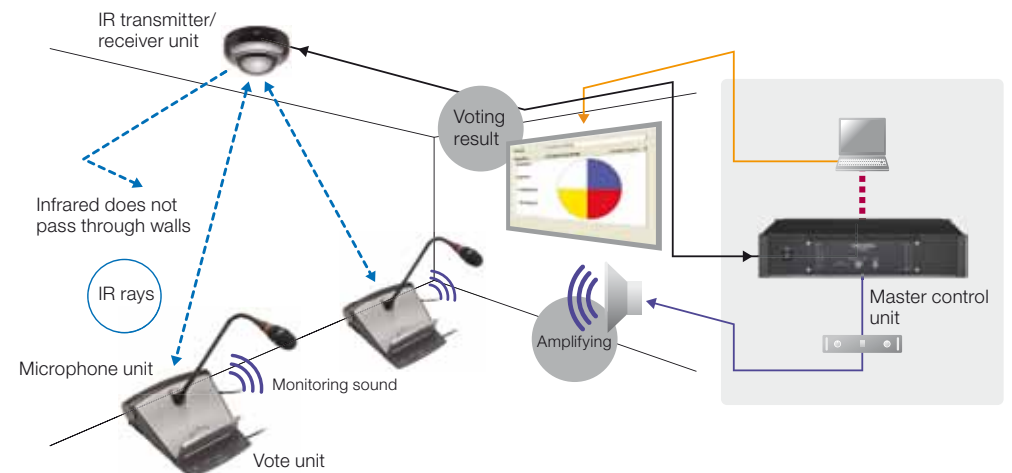 IR transmitter/
receiver unit
Voting
result
Infrared does not
pass through walls
IR rays
Master control
unit
Amplifying
Microphone unit
Monitoring sound
Vote unit